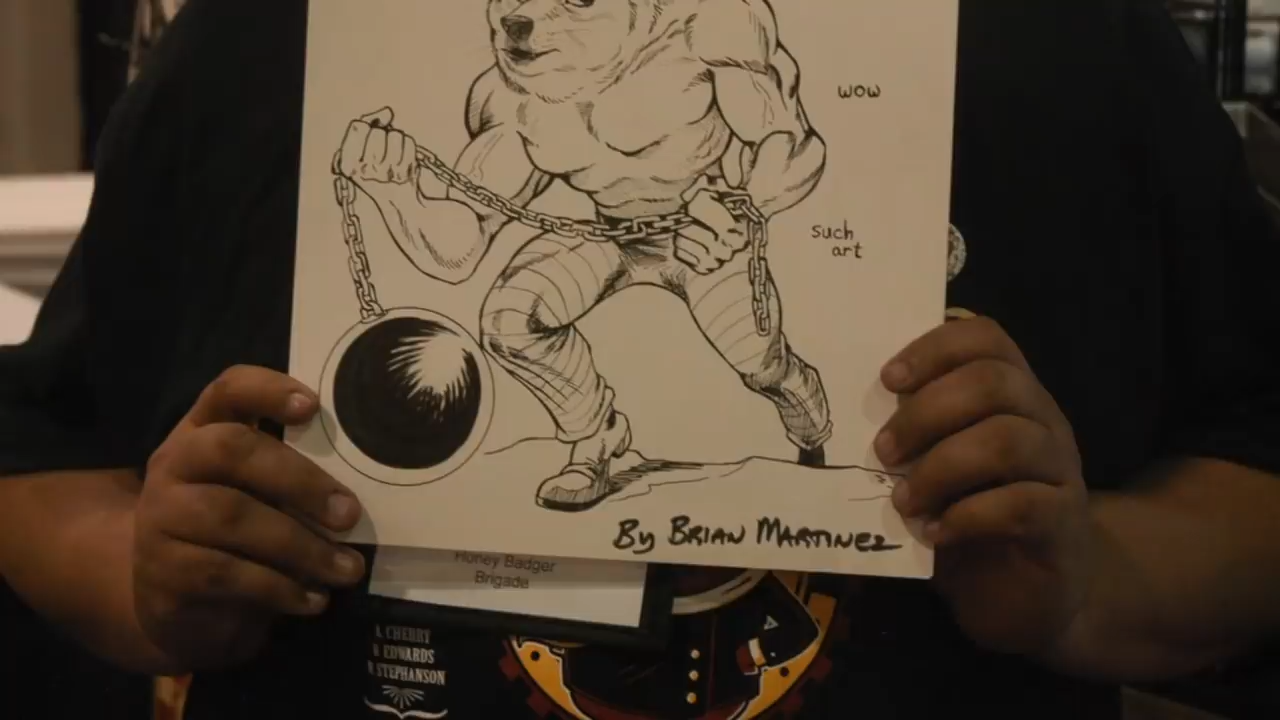 wow
such
art
By BRIAN MARTINEZ
Honey Badger
Brigade
A. CHERRY
EDWARDS
STEPHANSON